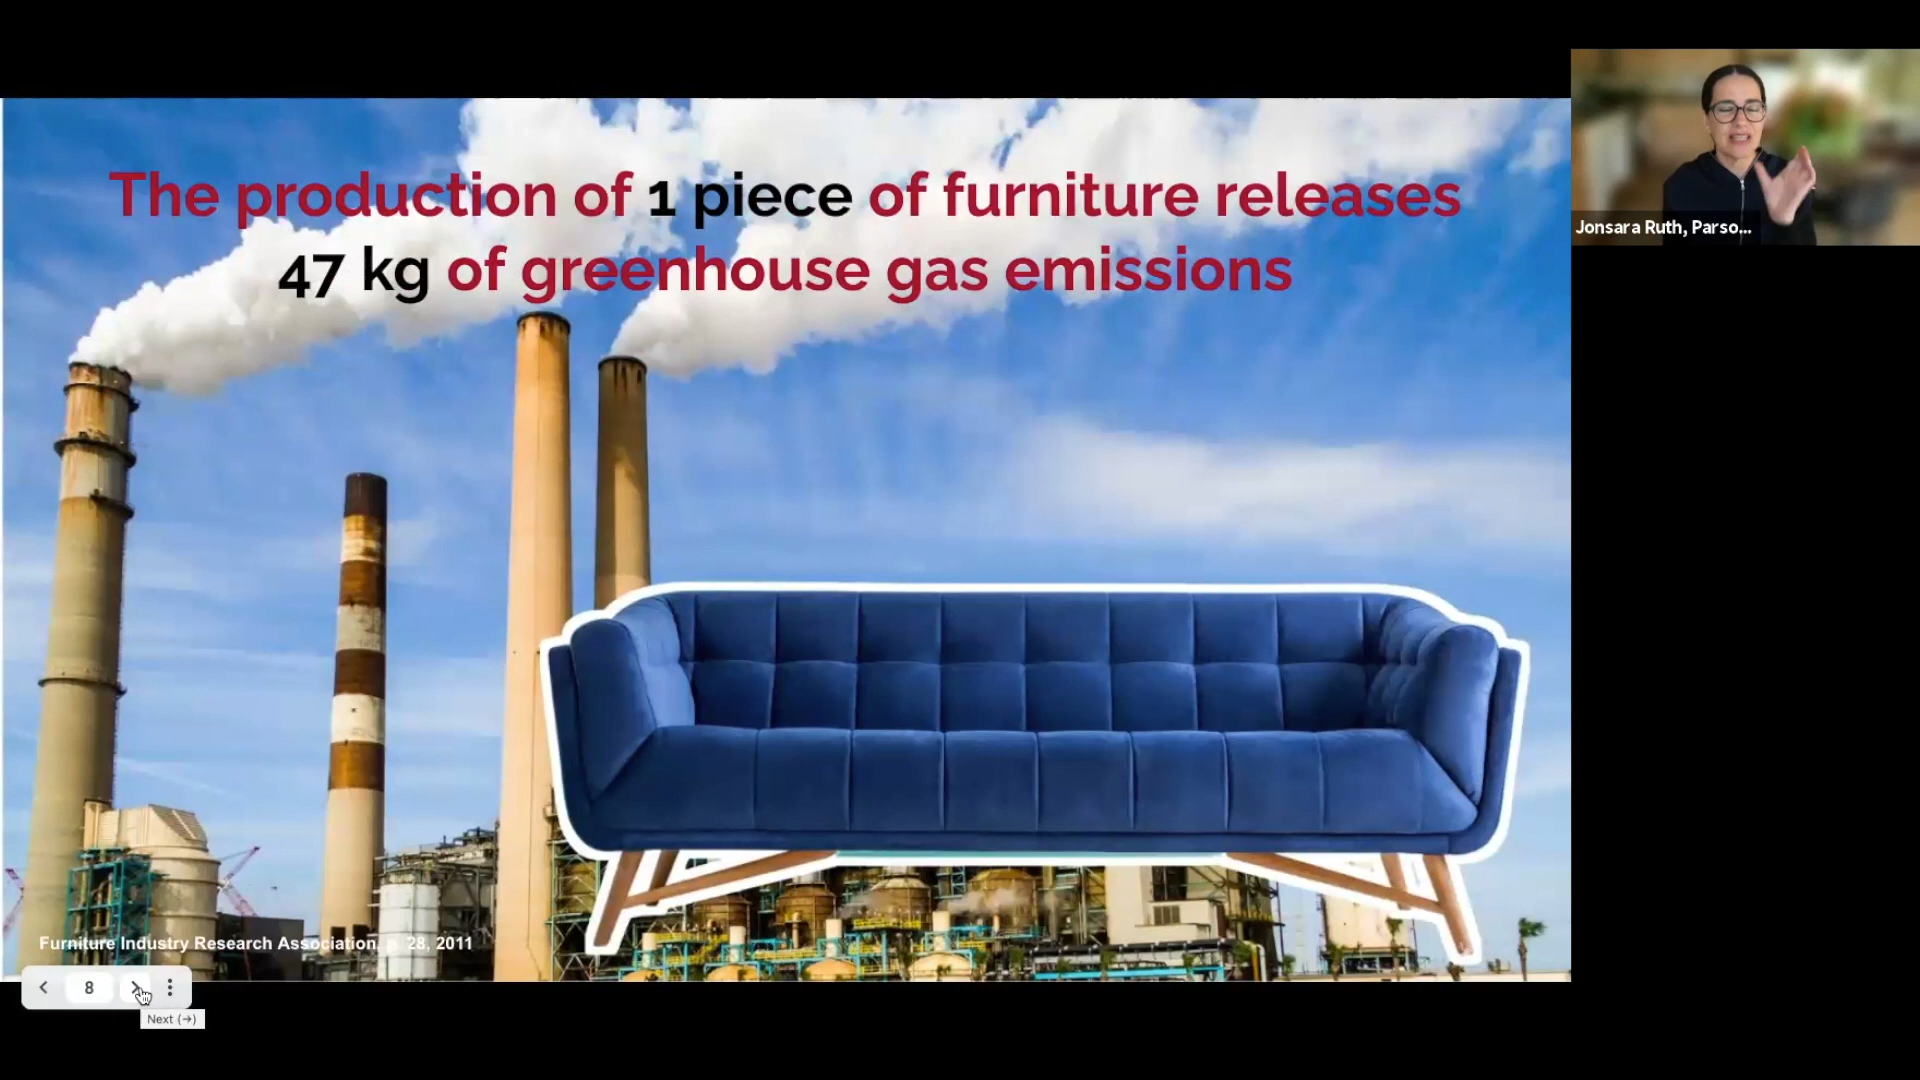 The production of 1 piece of furniture releases
47 kg of greenhouse gas emissions
Jonsara Ruth, Parso...
Furniture Industry Research Association, 28, 2011
8
Next (→)